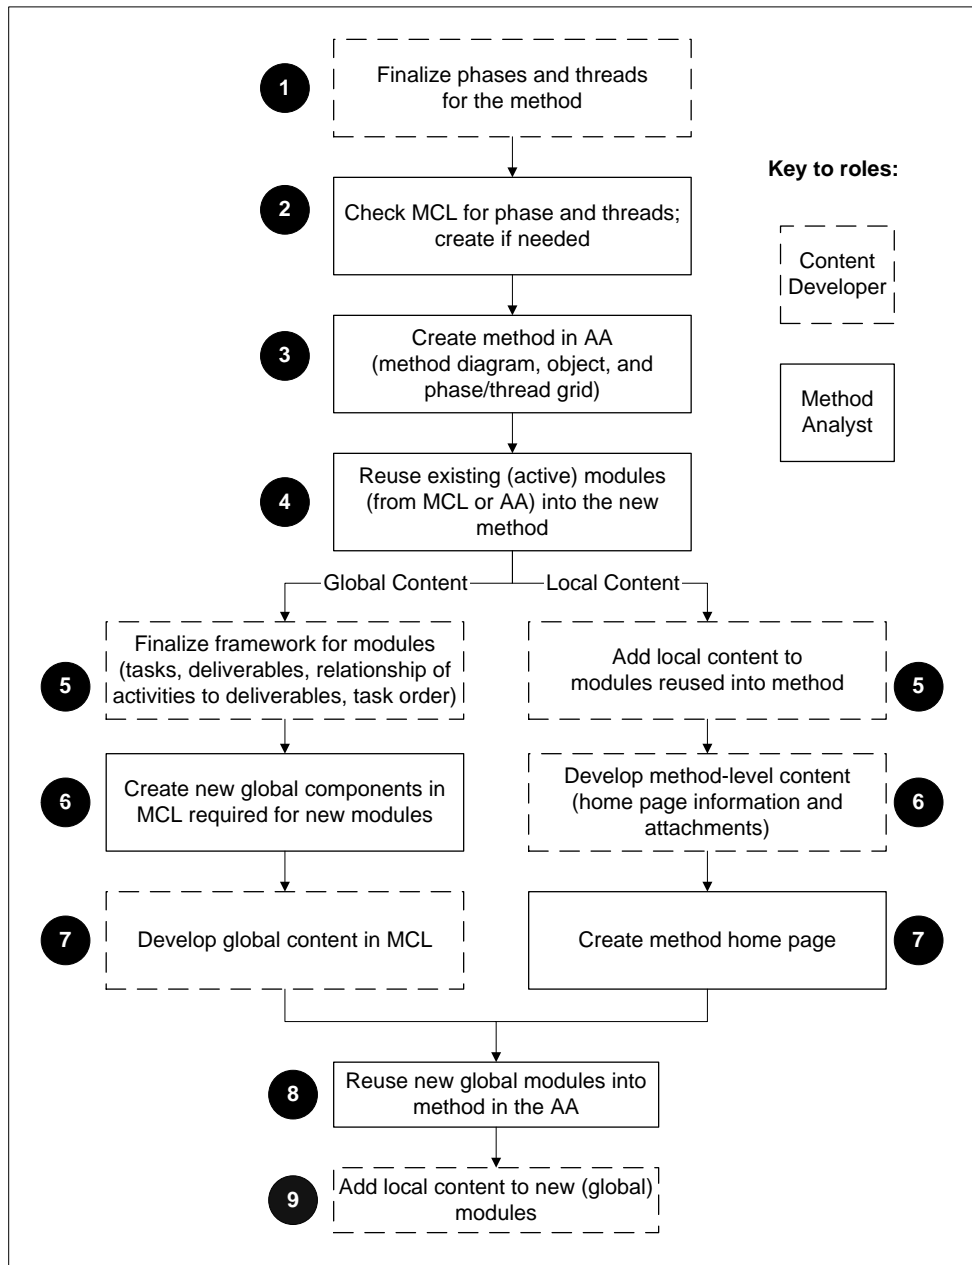 1
Finalize phases and threads
for the method
Key to roles:
2
Check MCL for phase and threads;
create if needed
Content
Developer
3
Create method in AA
(method diagram, object, and
phase/thread grid)
Method
Analyst
4
Reuse existing (active) modules
(from MCL or AA) into the new
method
Global Content
Local Content
5
Finalize framework for modules
(tasks, deliverables, relationship of
activities to deliverables, task order)
Add local content to
modules reused into method
5
6
Create new global components in
MCL required for new modules
Develop method-level content
(home page information and
attachments)
6
7
Develop global content in MCL
Create method home page
7
8
Reuse new global modules into
method in the AA
9
Add local content to new (global)
modules